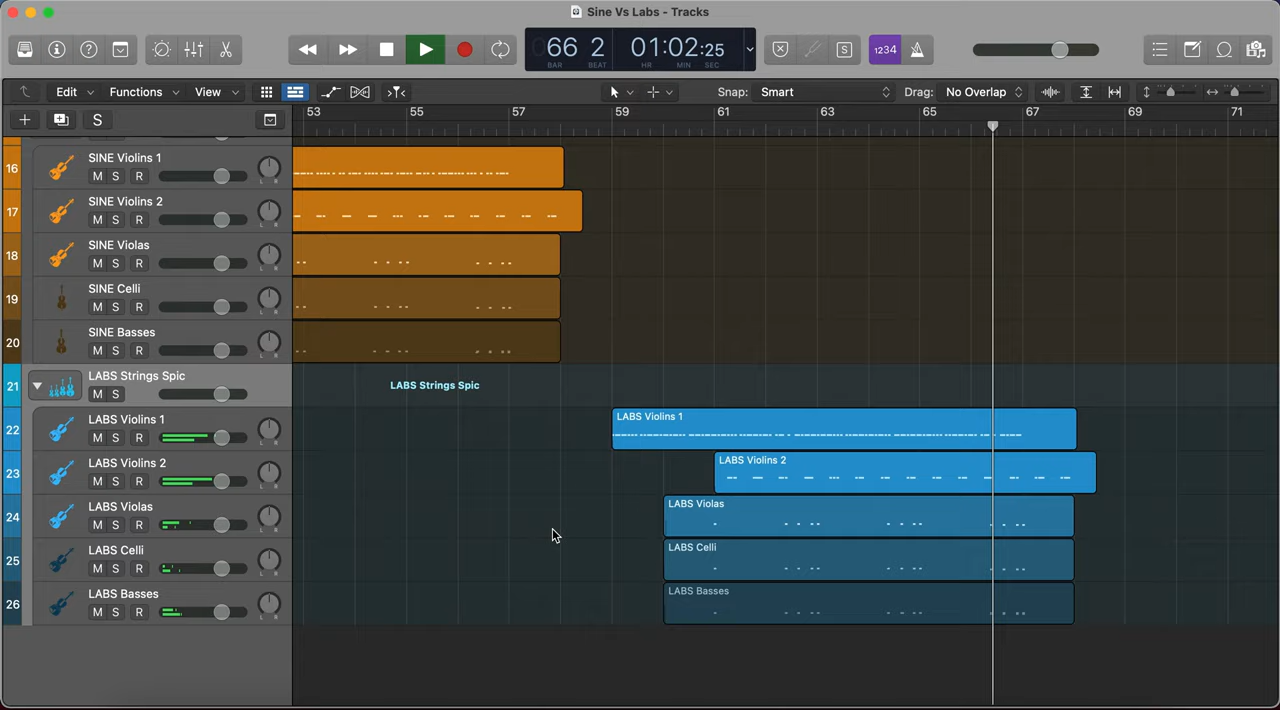 Sine Vs Labs - Tracks
66 2 01:02:25
BAR BEAT HR MIN SEC
S 1234
Edit Functions View Snap: Smart Drag: No Overlap
S 53 55 57 59 61 63 65 67 69 71
16 SINE Violins 1
M S R L R
17 SINE Violins 2
M S R L R
18 SINE Violas
M S R L R
19 SINE Celli
M S R L R
20 SINE Basses
M S R L R
21 LABS Strings Spic
M S
LABS Strings Spic
22 LABS Violins 1
M S R L R
LABS Violins 1
23 LABS Violins 2
M S R L R
LABS Violins 2
24 LABS Violas
M S R L R
LABS Violas
25 LABS Celli
M S R L R
LABS Celli
26 LABS Basses
M S R L R
LABS Basses